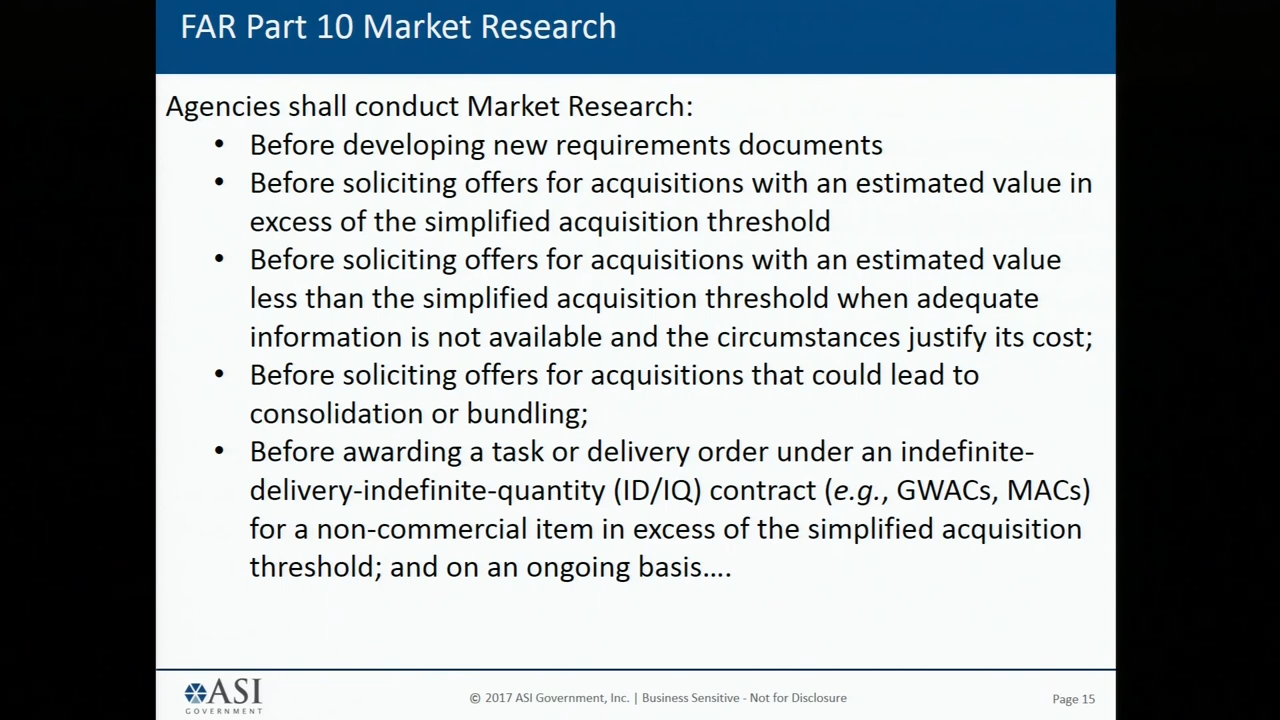 FAR Part 10 Market Research
Agencies shall conduct Market Research:
• Before developing new requirements documents
• Before soliciting offers for acquisitions with an estimated value in
excess of the simplified acquisition threshold
• Before soliciting offers for acquisitions with an estimated value
less than the simplified acquisition threshold when adequate
information is not available and the circumstances justify its cost;
• Before soliciting offers for acquisitions that could lead to
consolidation or bundling;
• Before awarding a task or delivery order under an indefinite-
delivery-indefinite-quantity (ID/IQ) contract (e.g., GWACs, MACs)
for a non-commercial item in excess of the simplified acquisition
threshold; and on an ongoing basis….
ASI
GOVERNMENT
© 2017 ASI Government, Inc. | Business Sensitive - Not for Disclosure
Page 15